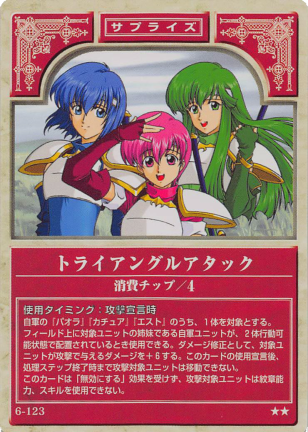 サプライズ
トライアングルアタック
消費チップ/4
使用タイミング：攻撃宣言時
自軍の「パオラ」「カチュア」「エスト」のうち、1体を対象とする。
フィールド上に対象ユニットの姉妹である自軍ユニットが、2体行動可
能状態で配置されているとき使用できる。ダメージ修正として、対象ユ
ニットが攻撃で与えるダメージを+6する。このカードの使用宣言後、
処理ステップ終了時まで攻撃対象ユニットは移動できない。
このカードは「無効にする」効果を受けず、攻撃対象ユニットは紋章能
力、スキルを使用できない。
6-123
★★